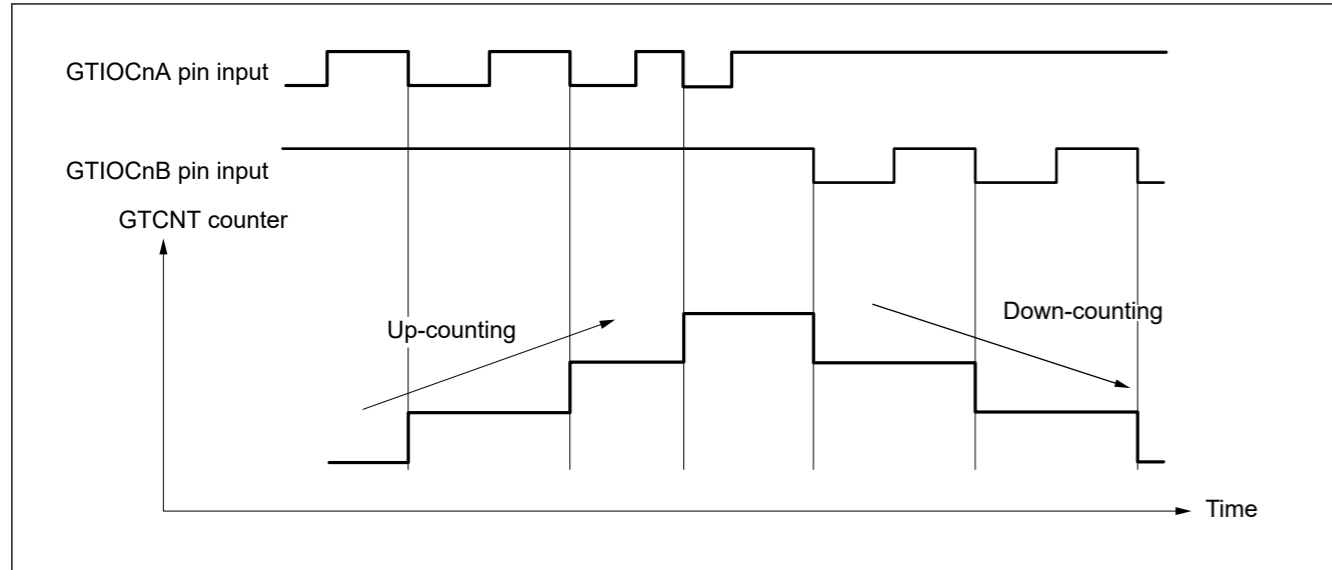 GTIOCnA pin input
GTIOCnB pin input
GTCNT counter
Up-counting
Down-counting
Time